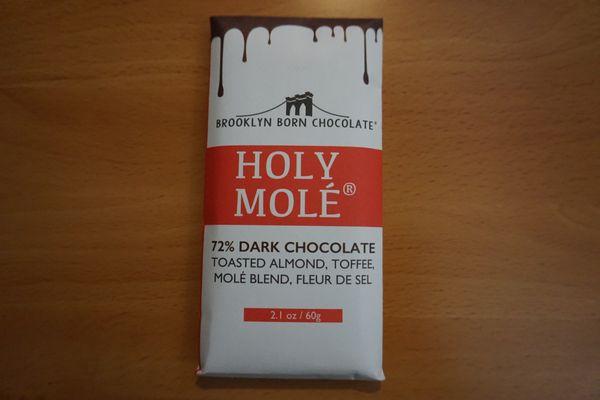 BROOKLYN BORN CHOCOLATE®
HOLY
MOLÉ®
72% DARK CHOCOLATE
TOASTED ALMOND, TOFFEE,
MOLÉ BLEND, FLEUR DE SEL
2.1 oz / 60g